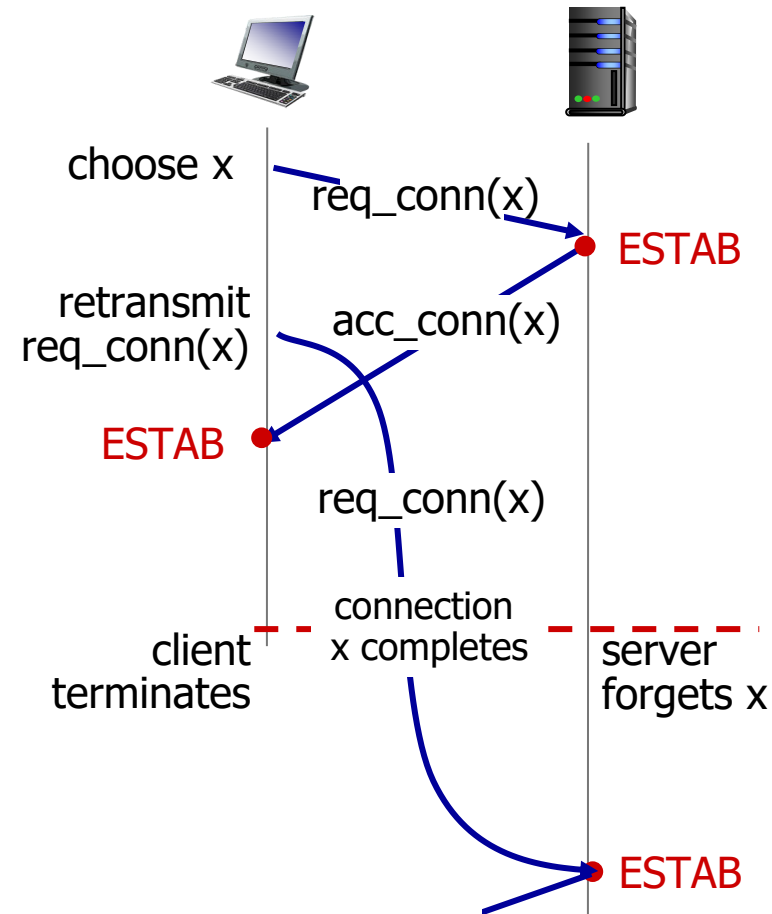 choose x
req_conn(x)
ESTAB
retransmit
req_conn(x)
acc_conn(x)
ESTAB
req_conn(x)
connection
x completes
client
terminates
server
forgets x
ESTAB